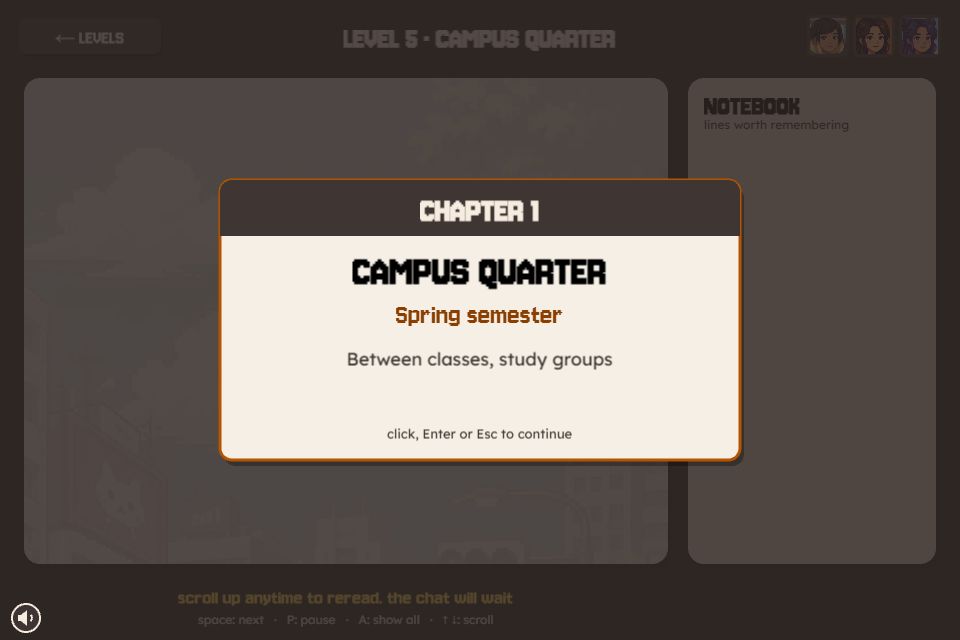 ← LEVELS
LEVEL 5 · CAMPUS QUARTER
NOTEBOOK
lines worth remembering
CHAPTER 1
CAMPUS QUARTER
Spring semester
Between classes, study groups
click, Enter or Esc to continue
scroll up anytime to reread. the chat will wait
space: next · P: pause · A: show all · ↑↓: scroll